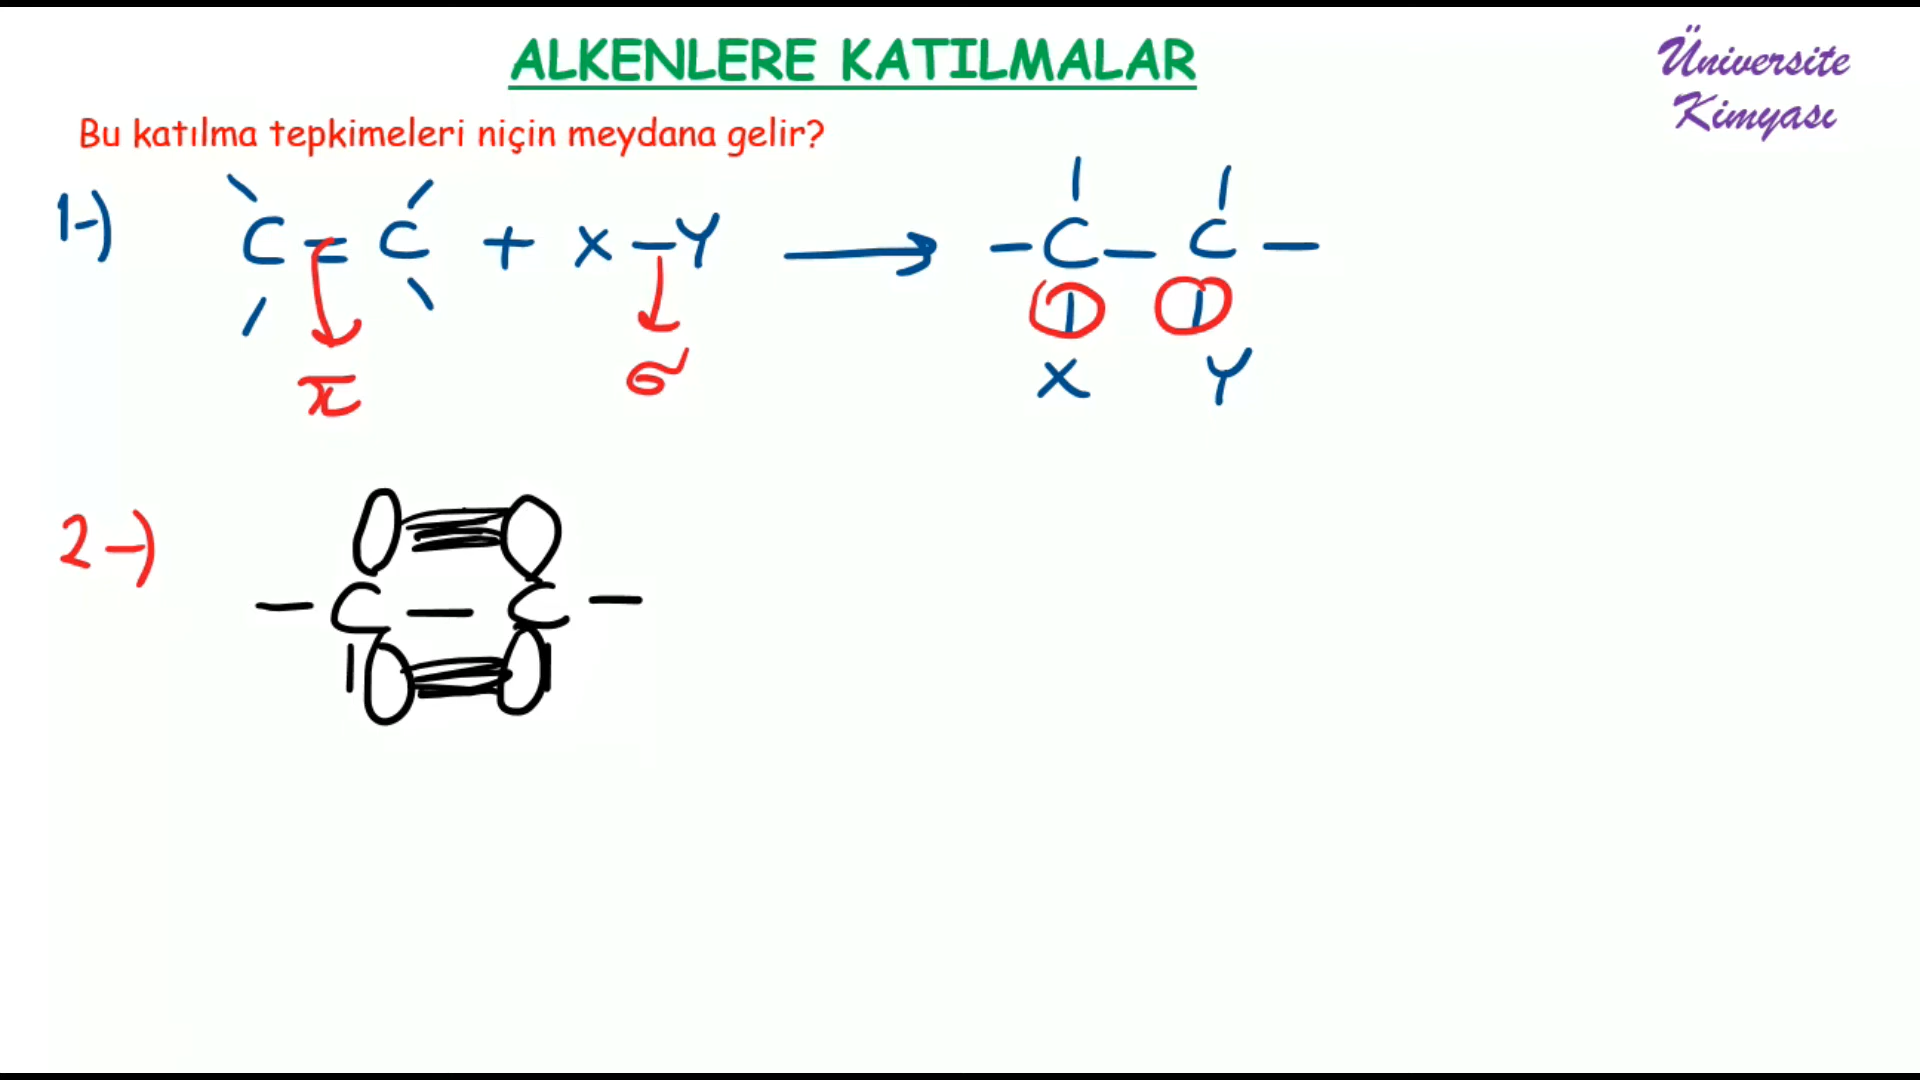 ALKENLERE KATILMALAR
Üniversite
Kimyası
Bu katılma tepkimeleri niçin meydana gelir?
1-) C = C + X - Y → - C - C -
π σ X Y
2-)
- C - C -